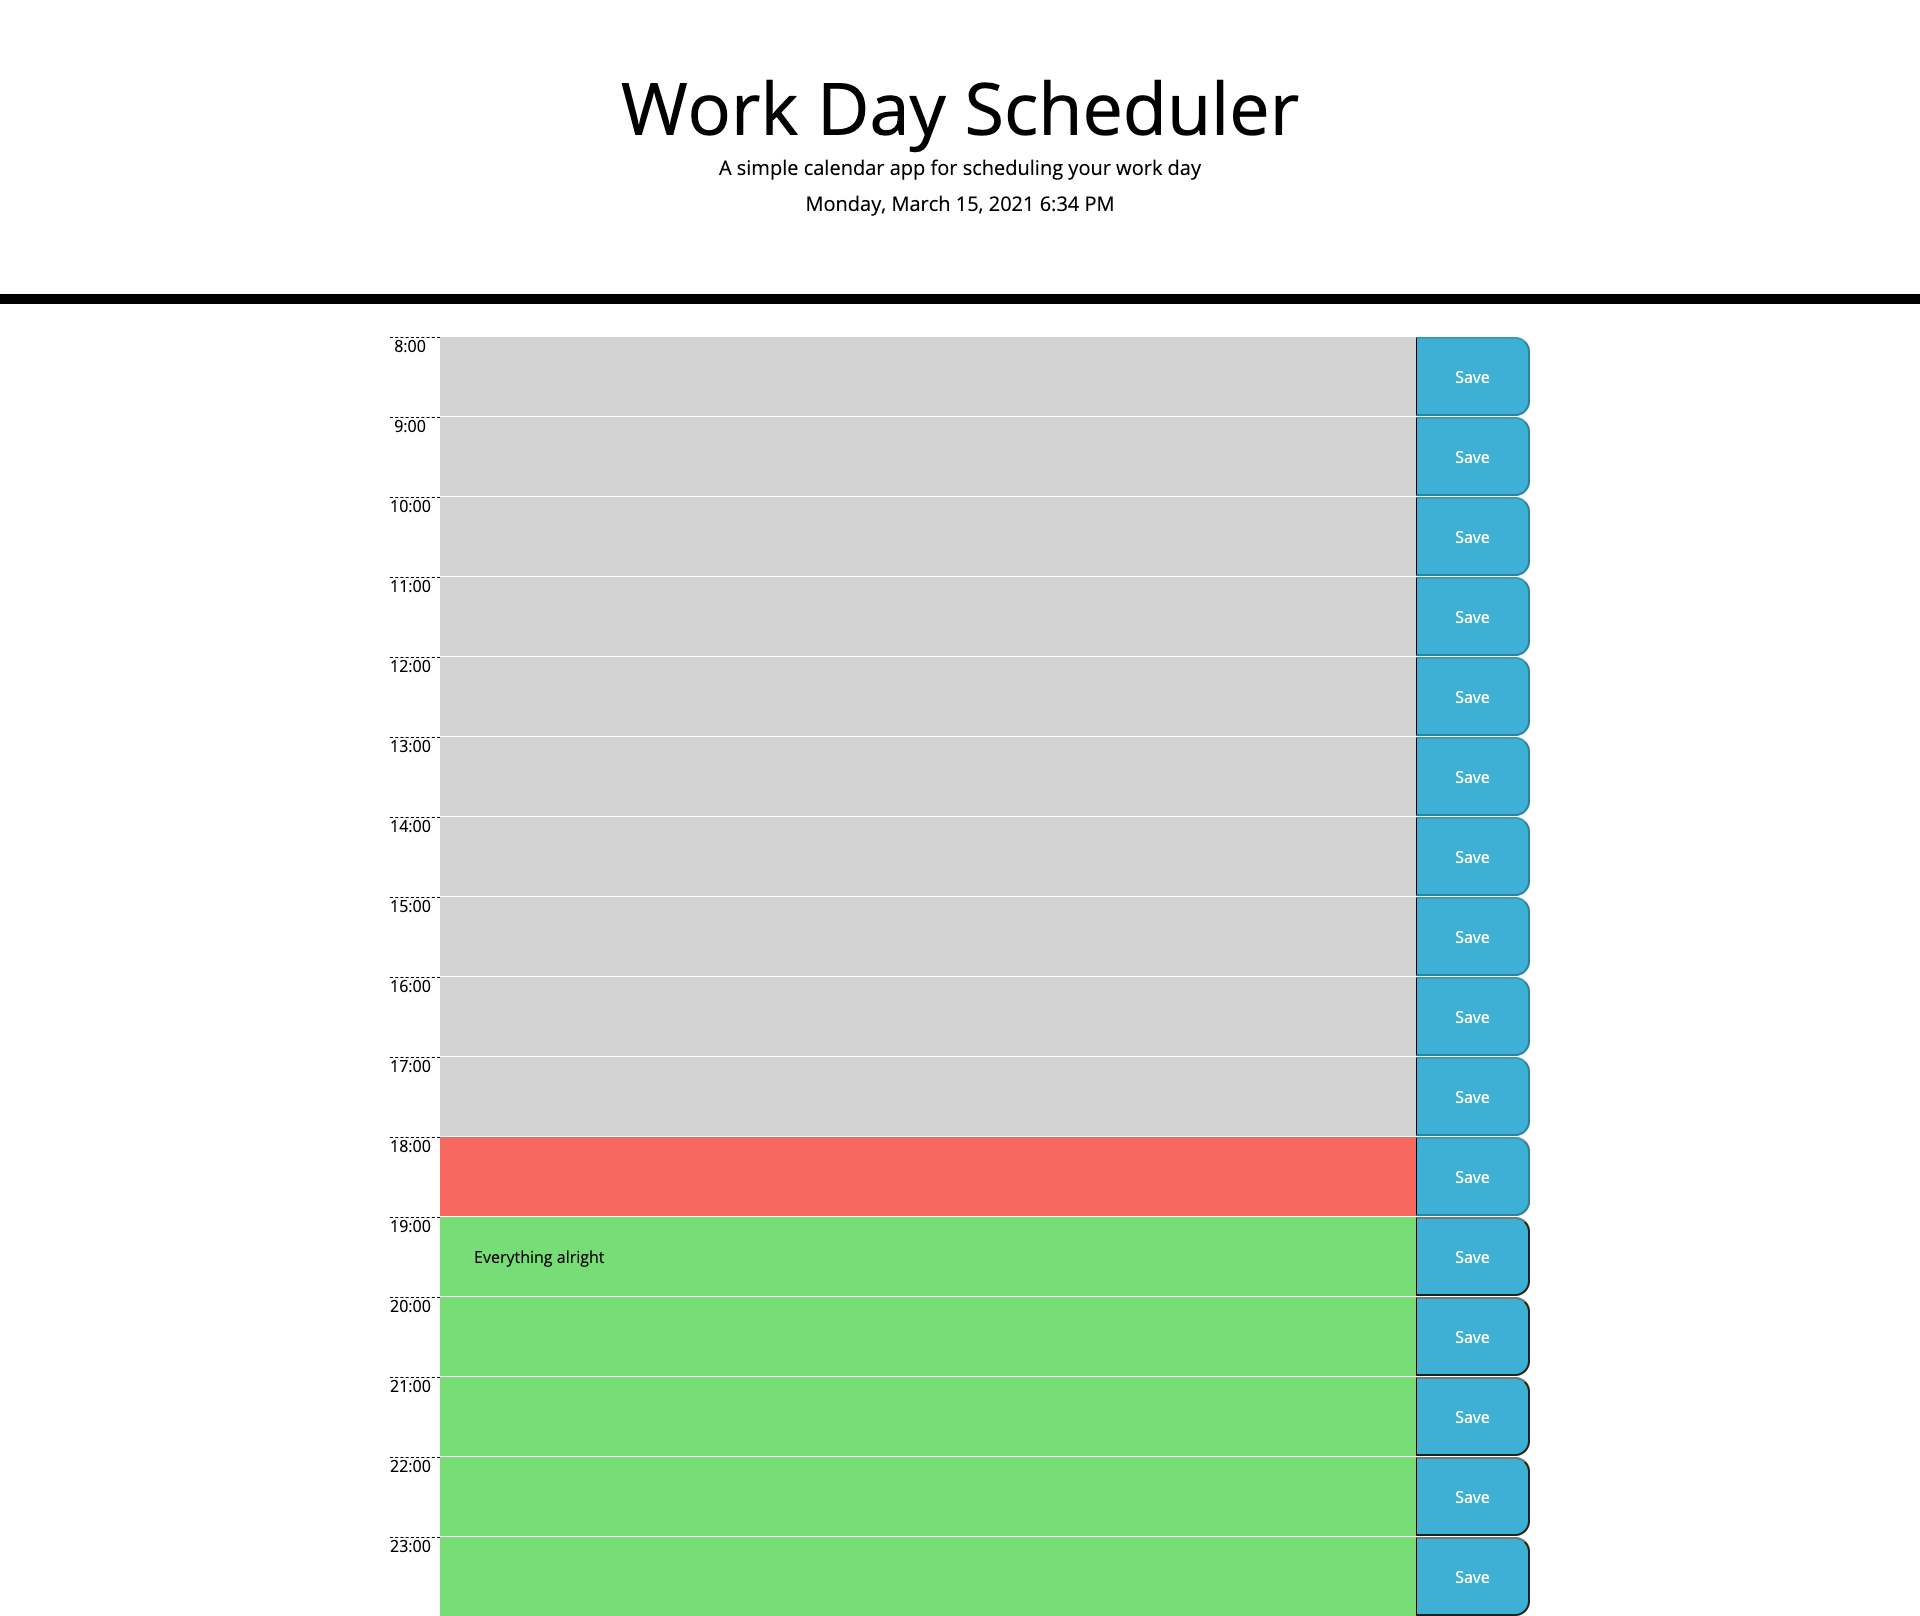 Work Day Scheduler
A simple calendar app for scheduling your work day
Monday, March 15, 2021 6:34 PM
8:00 Save
9:00 Save
10:00 Save
11:00 Save
12:00 Save
13:00 Save
14:00 Save
15:00 Save
16:00 Save
17:00 Save
18:00 Save
19:00 Everything alright Save
20:00 Save
21:00 Save
22:00 Save
23:00 Save